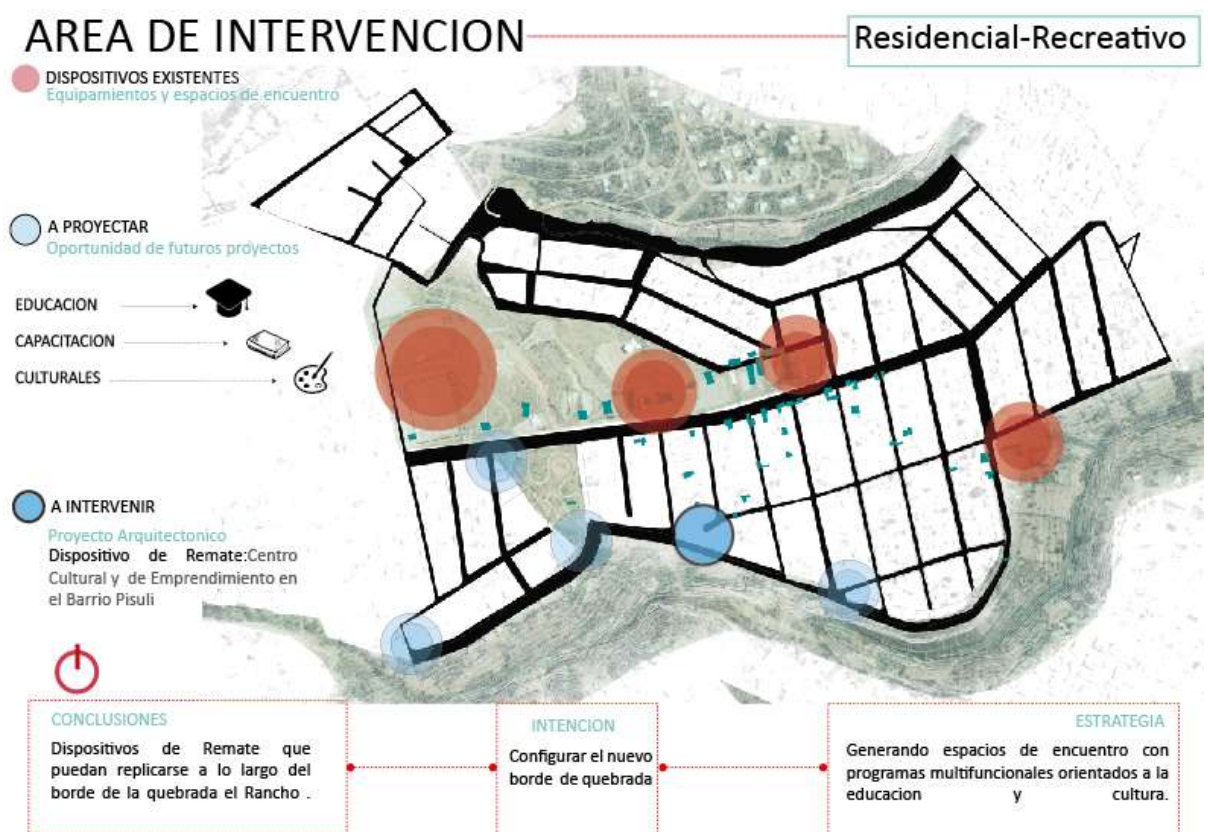 AREA DE INTERVENCION
Residencial-Recreativo
DISPOSITIVOS EXISTENTES
Equipamientos y espacios de encuentro
A PROYECTAR
Oportunidad de futuros proyectos
EDUCACION
CAPACITACION
CULTURALES
A INTERVENIR
Proyecto Arquitectonico
Dispositivo de Remate:Centro
Cultural y de Emprendimiento en
el Barrio Pisuli
CONCLUSIONES
Dispositivos de Remate que
puedan replicarse a lo largo del
borde de la quebrada el Rancho .
INTENCION
Configurar el nuevo
borde de quebrada
ESTRATEGIA
Generando espacios de encuentro con
programas multifuncionales orientados a la
educacion y cultura.